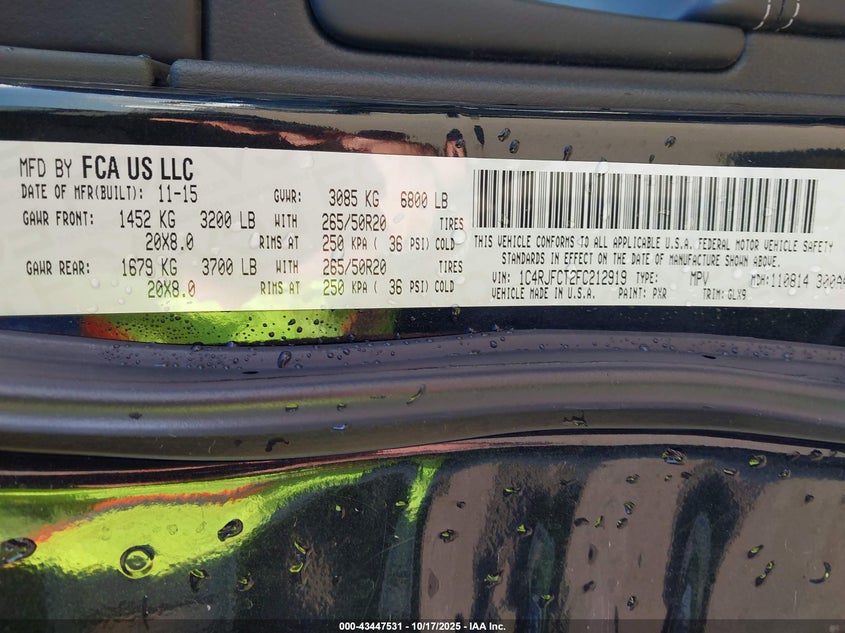 MFD BY FCA US LLC
DATE OF MFR(BUILT): 11-15 GVWR: 3085 KG 6800 LB
GAWR FRONT: 1452 KG 3200 LB WITH 265/50R20 TIRES
20X8.0 RIMS AT 250 KPA ( 36 PSI) COLD
GAWR REAR: 1679 KG 3700 LB WITH 265/50R20 TIRES
20X8.0 RIMS AT 250 KPA ( 36 PSI) COLD
THIS VEHICLE CONFORMS TO ALL APPLICABLE U.S.A. FEDERAL MOTOR VEHICLE SAFETY
STANDARDS IN EFFECT ON THE DATE OF MANUFACTURE SHOWN ABOVE.
VIN: 1C4RJFCT2FC212919 TYPE: MPV MDH:110814 3009
VEHICLE MADE IN U.S.A. PAINT: PXR TRIM: GLX9
000-43447531 - 10/17/2025 - IAA Inc.